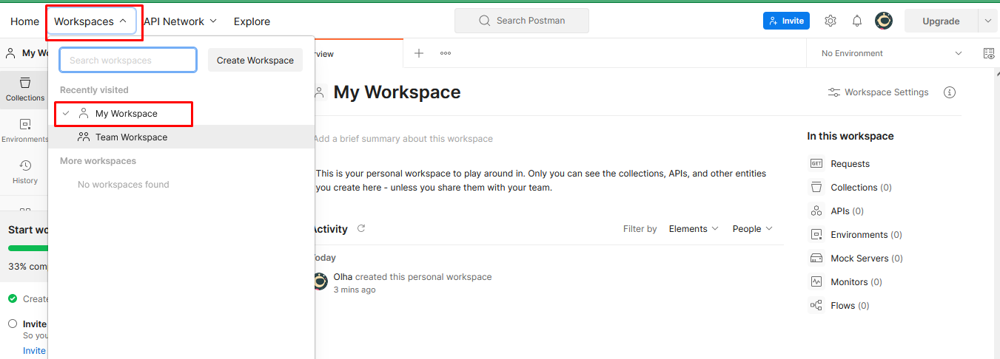 Home Workspaces API Network Explore Search Postman Invite Upgrade
My Wo
rview
No Environment
Search workspaces Create Workspace
Recently visited
My Workspace
Team Workspace
More workspaces
No workspaces found
Collections
Environments
History
Start wo
33% comp
Create
Invite
So you
Invite
My Workspace
Workspace Settings
Add a brief summary about this workspace
This is your personal workspace to play around in. Only you can see the collections, APIs, and other entities
you create here - unless you share them with your team.
Activity
Filter by Elements People
Today
Olha created this personal workspace
3 mins ago
In this workspace
GET Requests
Collections (0)
APIs (0)
Environments (0)
Mock Servers (0)
Monitors (0)
Flows (0)